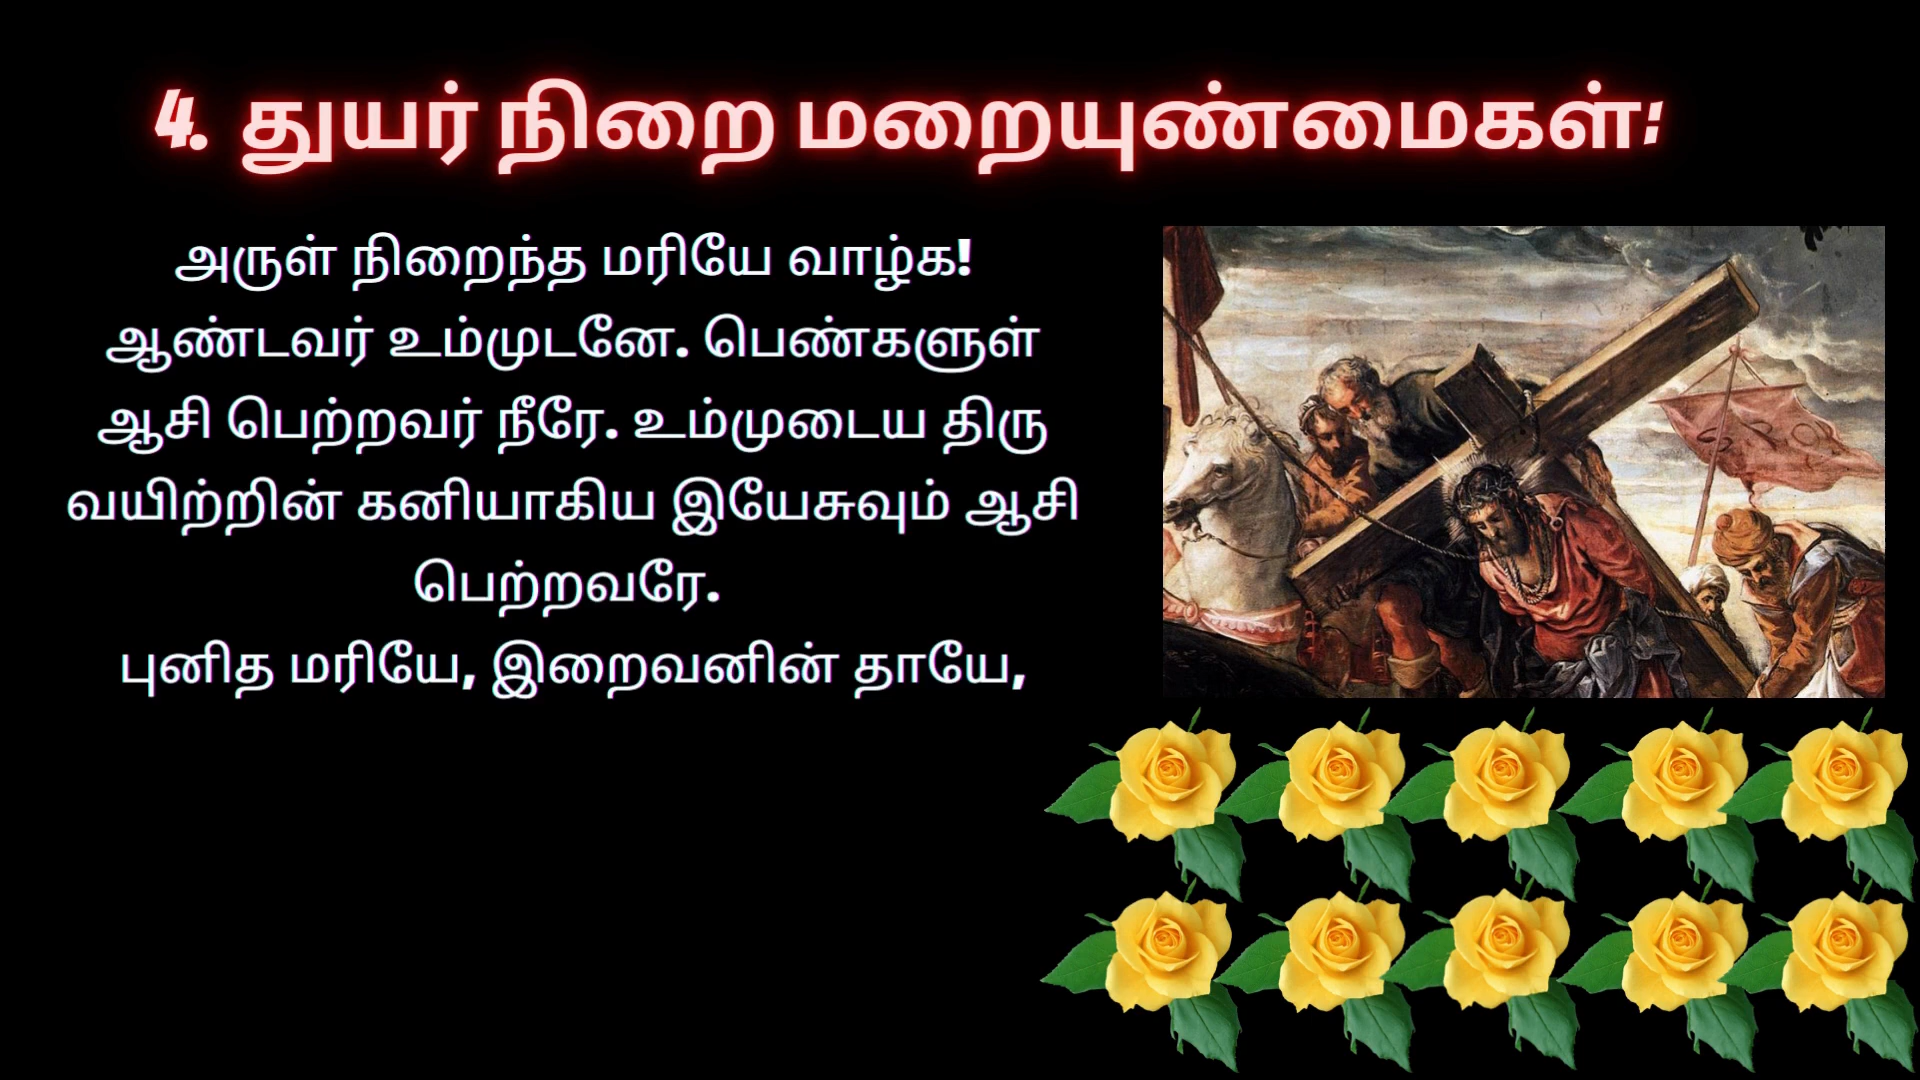 4. துயர் நிறை மறையுண்மைகள்:
அருள் நிறைந்த மரியே வாழ்க!
ஆண்டவர் உம்முடனே. பெண்களுள்
ஆசி பெற்றவர் நீரே. உம்முடைய திரு
வயிற்றின் கனியாகிய இயேசுவும் ஆசி
பெற்றவரே.
புனித மரியே, இறைவனின் தாயே,